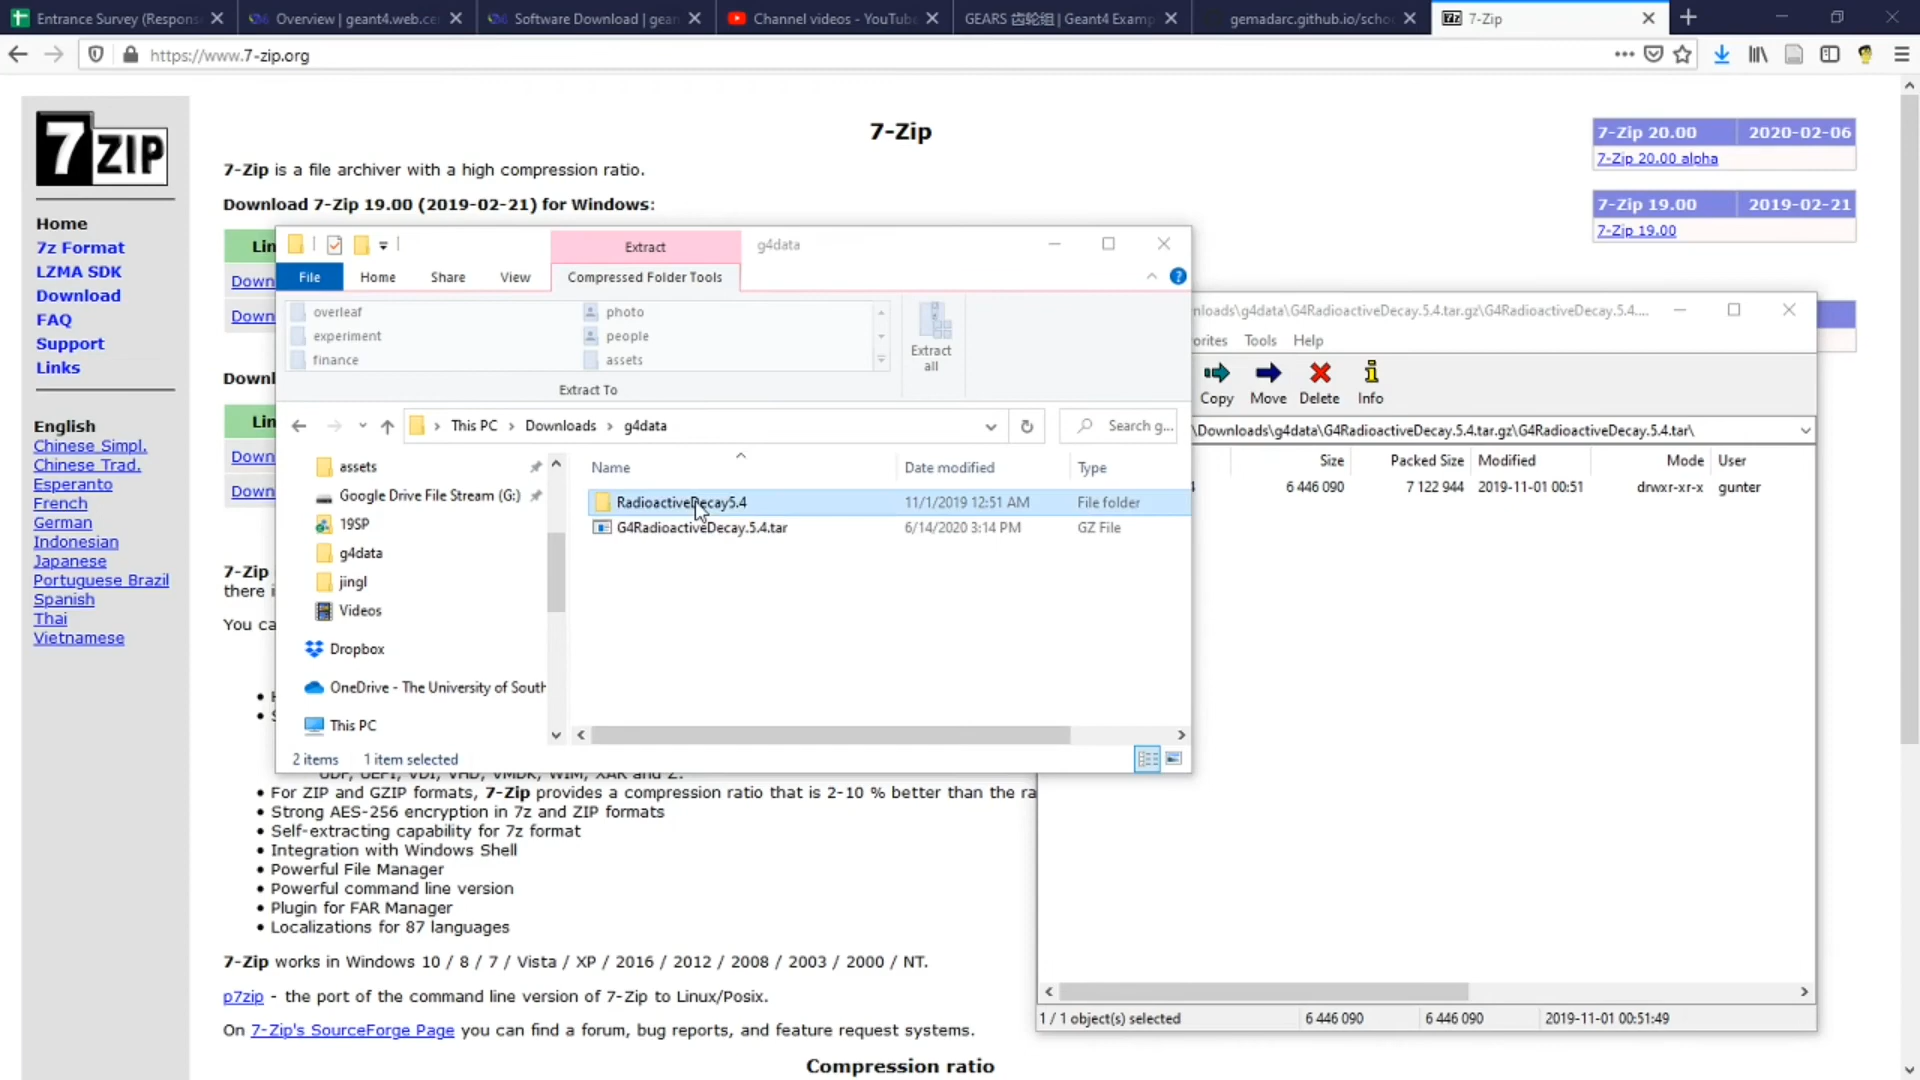 Entrance Survey (Respons
Overview | geant4.web.ce
Software Download | gean
Channel videos - YouTube
GEARS 齿轮组 | Geant4 Examp
gemadarc.github.io/scho
7-Zip
https://www.7-zip.org
7 ZIP
Home
7z Format
LZMA SDK
Download
FAQ
Support
Links
English
Chinese Simpl.
Chinese Trad.
Esperanto
French
German
Indonesian
Japanese
Portuguese Brazil
Spanish
Thai
Vietnamese
7-Zip
7-Zip is a file archiver with a high compression ratio.
Download 7-Zip 19.00 (2019-02-21) for Windows:
Lin
Down
Down
Downl
Lin
Down
Down
7-Zip
there i
You ca
7-Zip 20.00 2020-02-06
7-Zip 20.00 alpha
7-Zip 19.00 2019-02-21
7-Zip 19.00
Extract g4data
File Home Share View Compressed Folder Tools
overleaf photo
experiment people
finance assets
Extract To
Extract all
This PC > Downloads > g4data
Search g...
assets
Google Drive File Stream (G:)
19SP
g4data
jingl
Videos
Dropbox
OneDrive - The University of South
This PC
Name Date modified Type
RadioactiveDecay5.4 11/1/2019 12:51 AM File folder
G4RadioactiveDecay.5.4.tar 6/14/2020 3:14 PM GZ File
2 items 1 item selected
nloads\g4data\G4RadioactiveDecay.5.4.tar.gz\G4RadioactiveDecay.5.4....
orites Tools Help
Copy Move Delete Info
\Downloads\g4data\G4RadioactiveDecay.5.4.tar.gz\G4RadioactiveDecay.5.4.tar\
Size Packed Size Modified Mode User
4 6 446 090 7 122 944 2019-11-01 00:51 drwxr-xr-x gunter
1 / 1 object(s) selected 6 446 090 6 446 090 2019-11-01 00:51:49
• For ZIP and GZIP formats, 7-Zip provides a compression ratio that is 2-10 % better than the ra
• Strong AES-256 encryption in 7z and ZIP formats
• Self-extracting capability for 7z format
• Integration with Windows Shell
• Powerful File Manager
• Powerful command line version
• Plugin for FAR Manager
• Localizations for 87 languages
7-Zip works in Windows 10 / 8 / 7 / Vista / XP / 2016 / 2012 / 2008 / 2003 / 2000 / NT.
p7zip - the port of the command line version of 7-Zip to Linux/Posix.
On 7-Zip's SourceForge Page you can find a forum, bug reports, and feature request systems.
Compression ratio